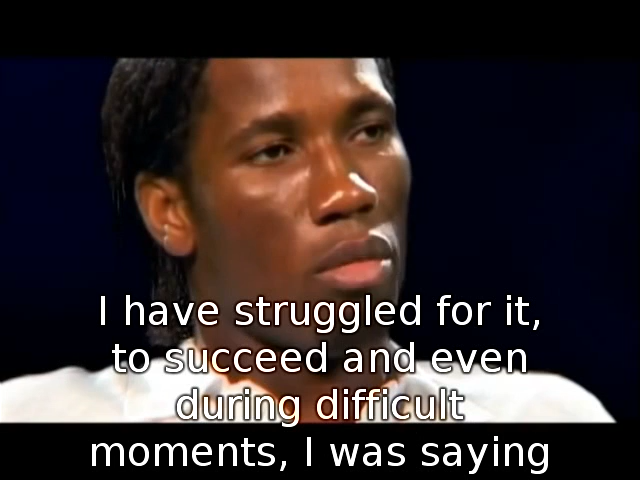 I have struggled for it,
to succeed and even
during difficult
moments, I was saying